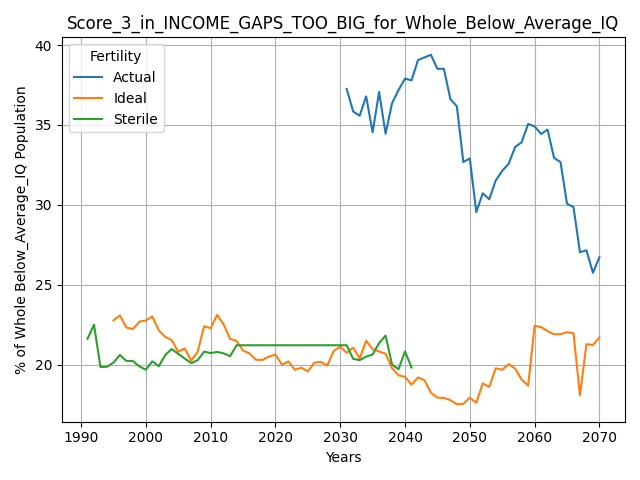 Score_3_in_INCOME_GAPS_TOO_BIG_for_Whole_Below_Average_IQ
Fertility
Actual
Ideal
Sterile
% of Whole Below_Average_IQ Population
40
35
30
25
20
1990 2000 2010 2020 2030 2040 2050 2060 2070
Years